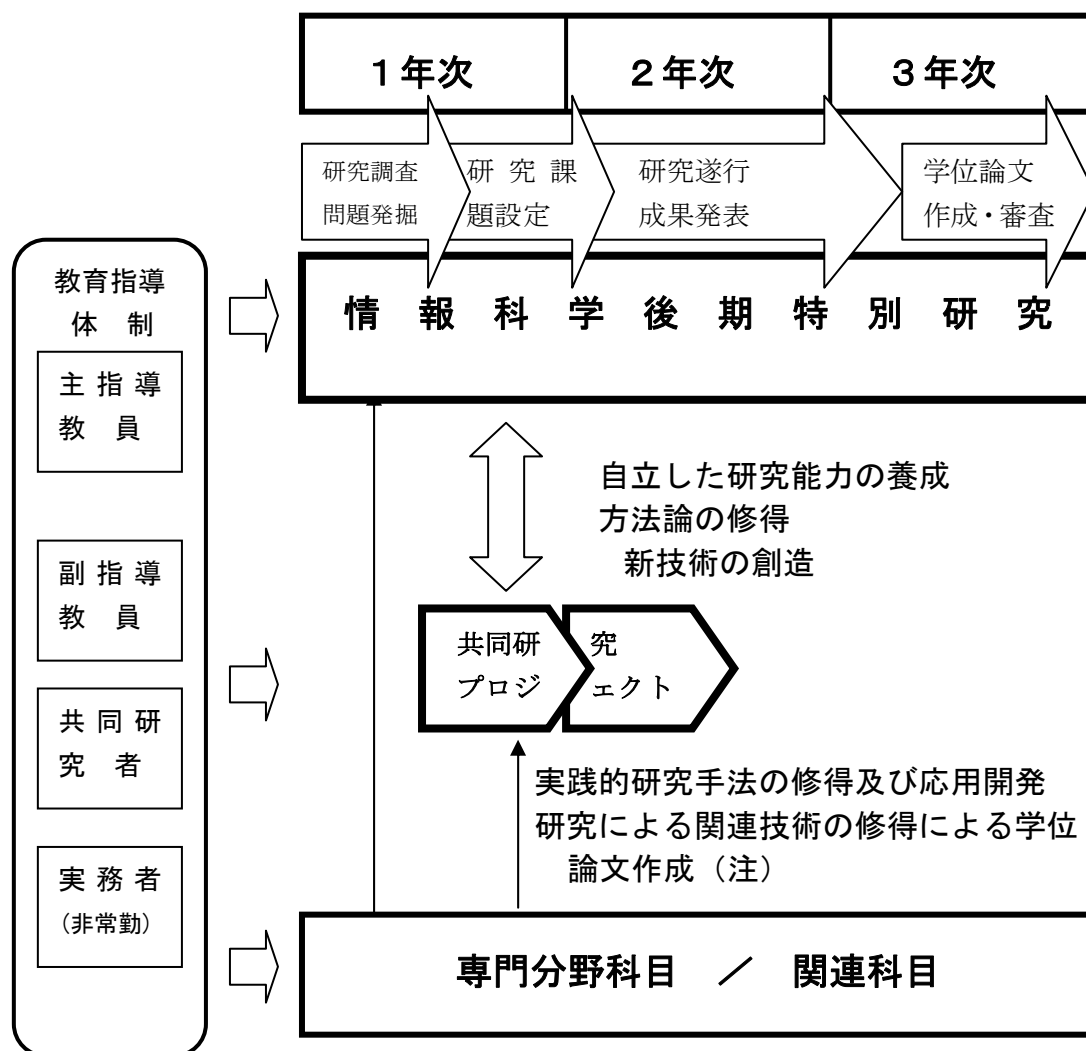 1年次 2年次 3年次
研究調査
問題発掘
研究課
題設定
研究遂行
成果発表
学位論文
作成・審査
情報科学後期特別研究
教育指導
体制
主指導
教員
副指導
教員
共同研
究者
実務者
(非常勤)
自立した研究能力の養成
方法論の修得
新技術の創造
共同研究
プロジェクト
実践的研究手法の修得及び応用開発
研究による関連技術の修得による学位
論文作成（注）
専門分野科目 ／ 関連科目